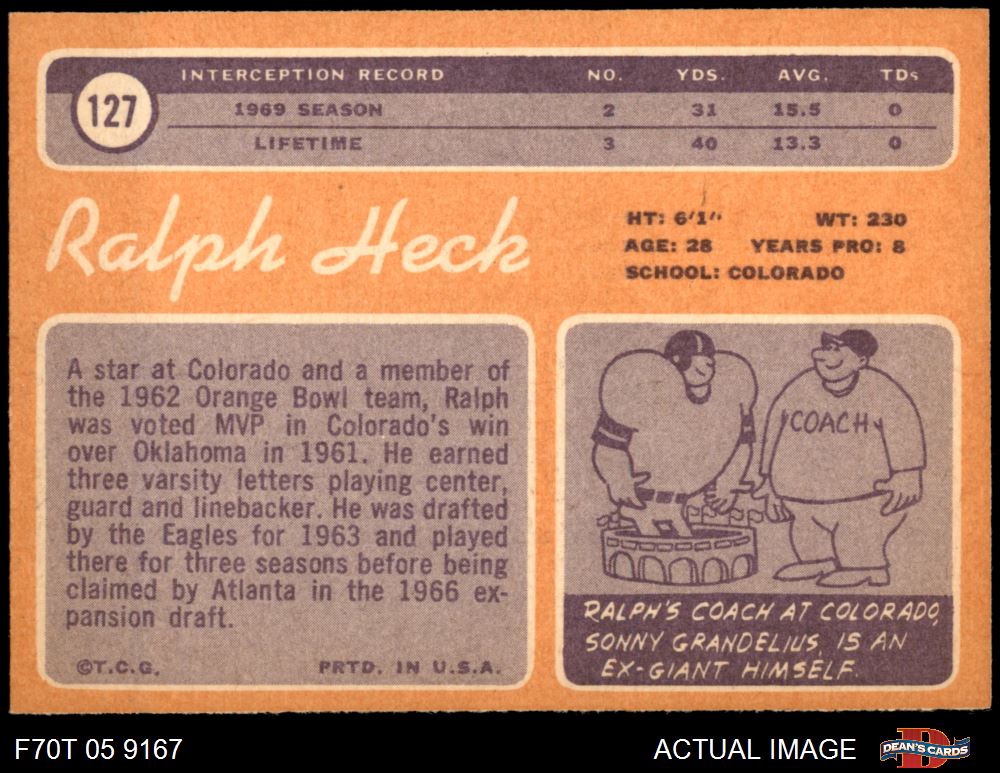 127
INTERCEPTION RECORD NO. YDS. AVG. TDs
1969 SEASON 2 31 15.5 0
LIFETIME 3 40 13.3 0
Ralph Heck
HT: 6'1" WT: 230
AGE: 28 YEARS PRO: 8
SCHOOL: COLORADO
A star at Colorado and a member of
the 1962 Orange Bowl team, Ralph
was voted MVP in Colorado's win
over Oklahoma in 1961. He earned
three varsity letters playing center,
guard and linebacker. He was drafted
by the Eagles for 1963 and played
there for three seasons before being
claimed by Atlanta in the 1966 ex-
pansion draft.
©T.C.G. PRTD. IN U.S.A.
COACH
RALPH'S COACH AT COLORADO,
SONNY GRANDELIUS, IS AN
EX-GIANT HIMSELF.
F70T 05 9167 ACTUAL IMAGE
D
DEAN'S CARDS